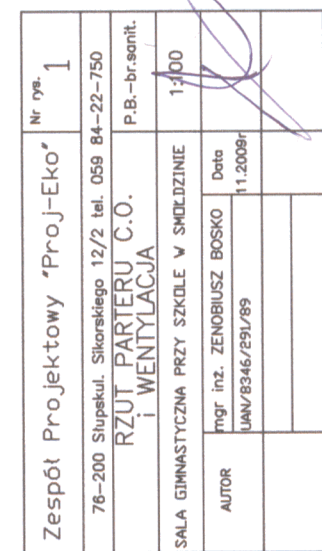 Zespół Projektowy "Proj-Eko"
Nr rys.
1
76-200 Słupskul. Sikorskiego 12/2 tel. 059 84-22-750
RZUT PARTERU C.O.
i WENTYLACJA
P.B.-br.sanit.
SALA GIMNASTYCZNA PRZY SZKOLE W SMOŁDZINIE
1:100
AUTOR
mgr inż. ZENOBIUSZ BOSKO
UAN/8346/291/89
Data
11.2009r